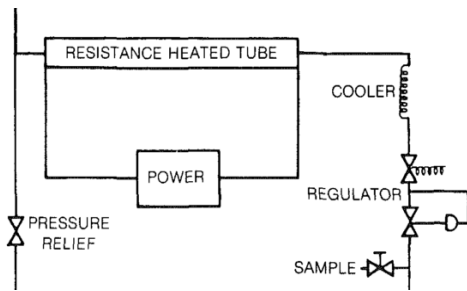 RESISTANCE HEATED TUBE
COOLER
POWER
REGULATOR
PRESSURE
RELIEF
SAMPLE